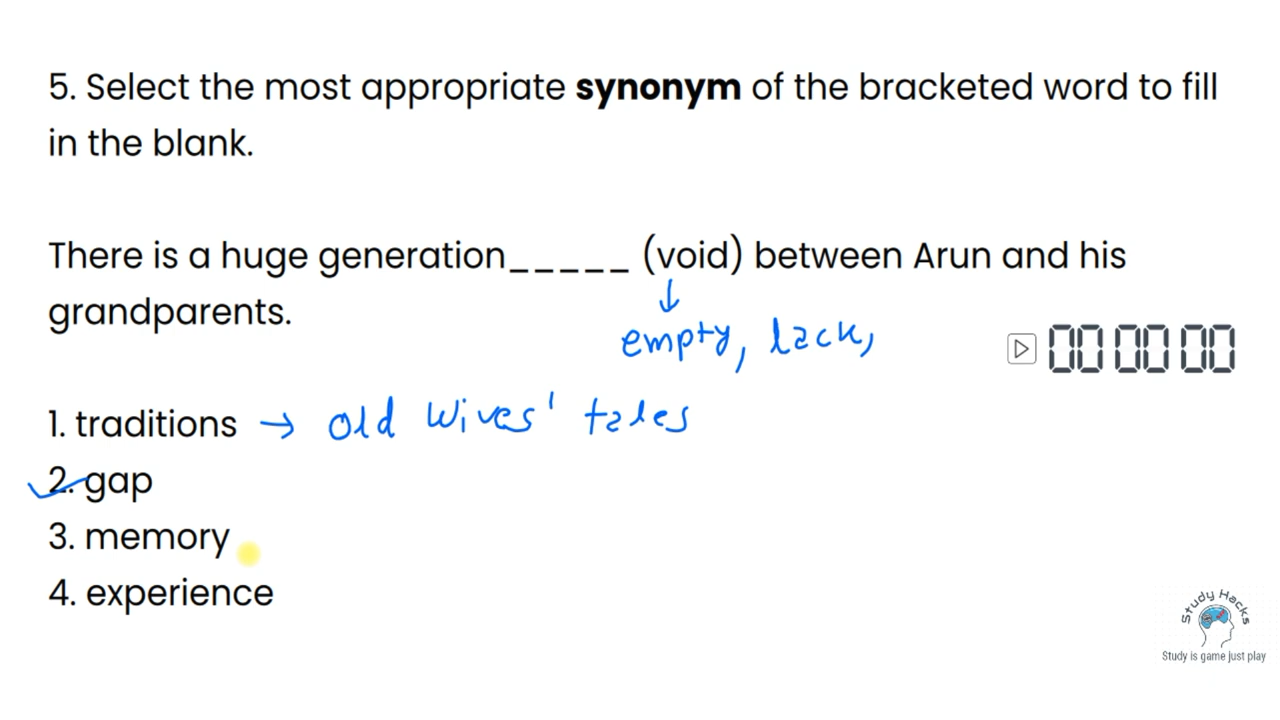 5. Select the most appropriate synonym of the bracketed word to fill
in the blank.
There is a huge generation_____ (void) between Arun and his
grandparents.
↓
empty, lack,
00 00 00
1. traditions → old wives' tales
2. gap
3. memory
4. experience
Study Hacks
Study is game just play